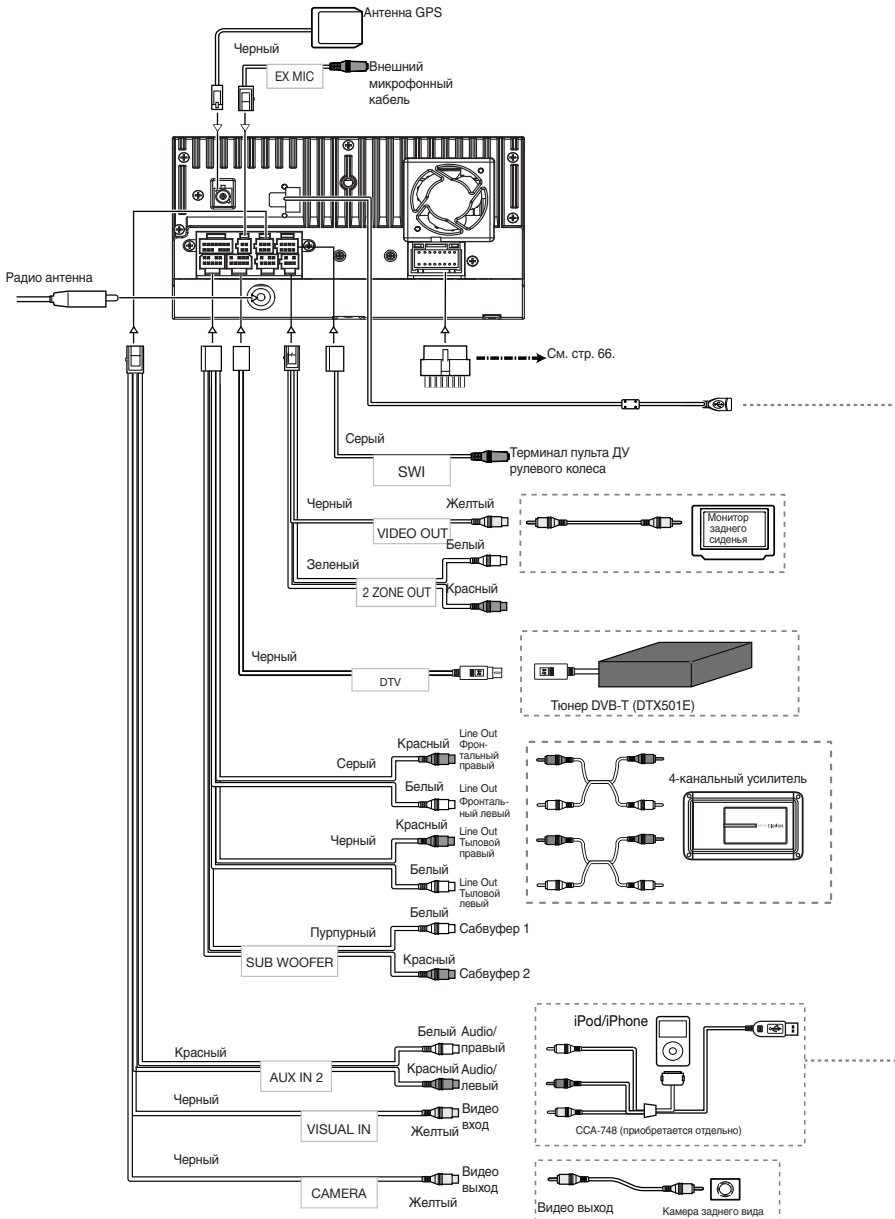 Антенна GPS
Черный
EX MIC
Внешний
микрофонный
кабель
Радио антенна
См. стр. 66.
Серый
SWI
Терминал пульта ДУ
рулевого колеса
Черный
Желтый
VIDEO OUT
Монитор
заднего
сиденья
Белый
Зеленый
2 ZONE OUT
Красный
Черный
DTV
Тюнер DVB-T (DTX501E)
Серый
Красный
Line Out
Фрон-
тальный
правый
Белый
Line Out
Фронталь-
ный левый
4-канальный усилитель
clarion
Черный
Красный
Line Out
Тыловой
правый
Белый
Line Out
Тыловой
левый
Пурпурный
Белый
Сабвуфер 1
SUB WOOFER
Красный
Сабвуфер 2
iPod/iPhone
Красный
Белый Audio/
правый
AUX IN 2
Красный Audio/
левый
CCA-748 (приобретается отдельно)
Черный
VISUAL IN
Видео
вход
Желтый
Черный
CAMERA
Видео
выход
Желтый
Видео выход
Камера заднего вида